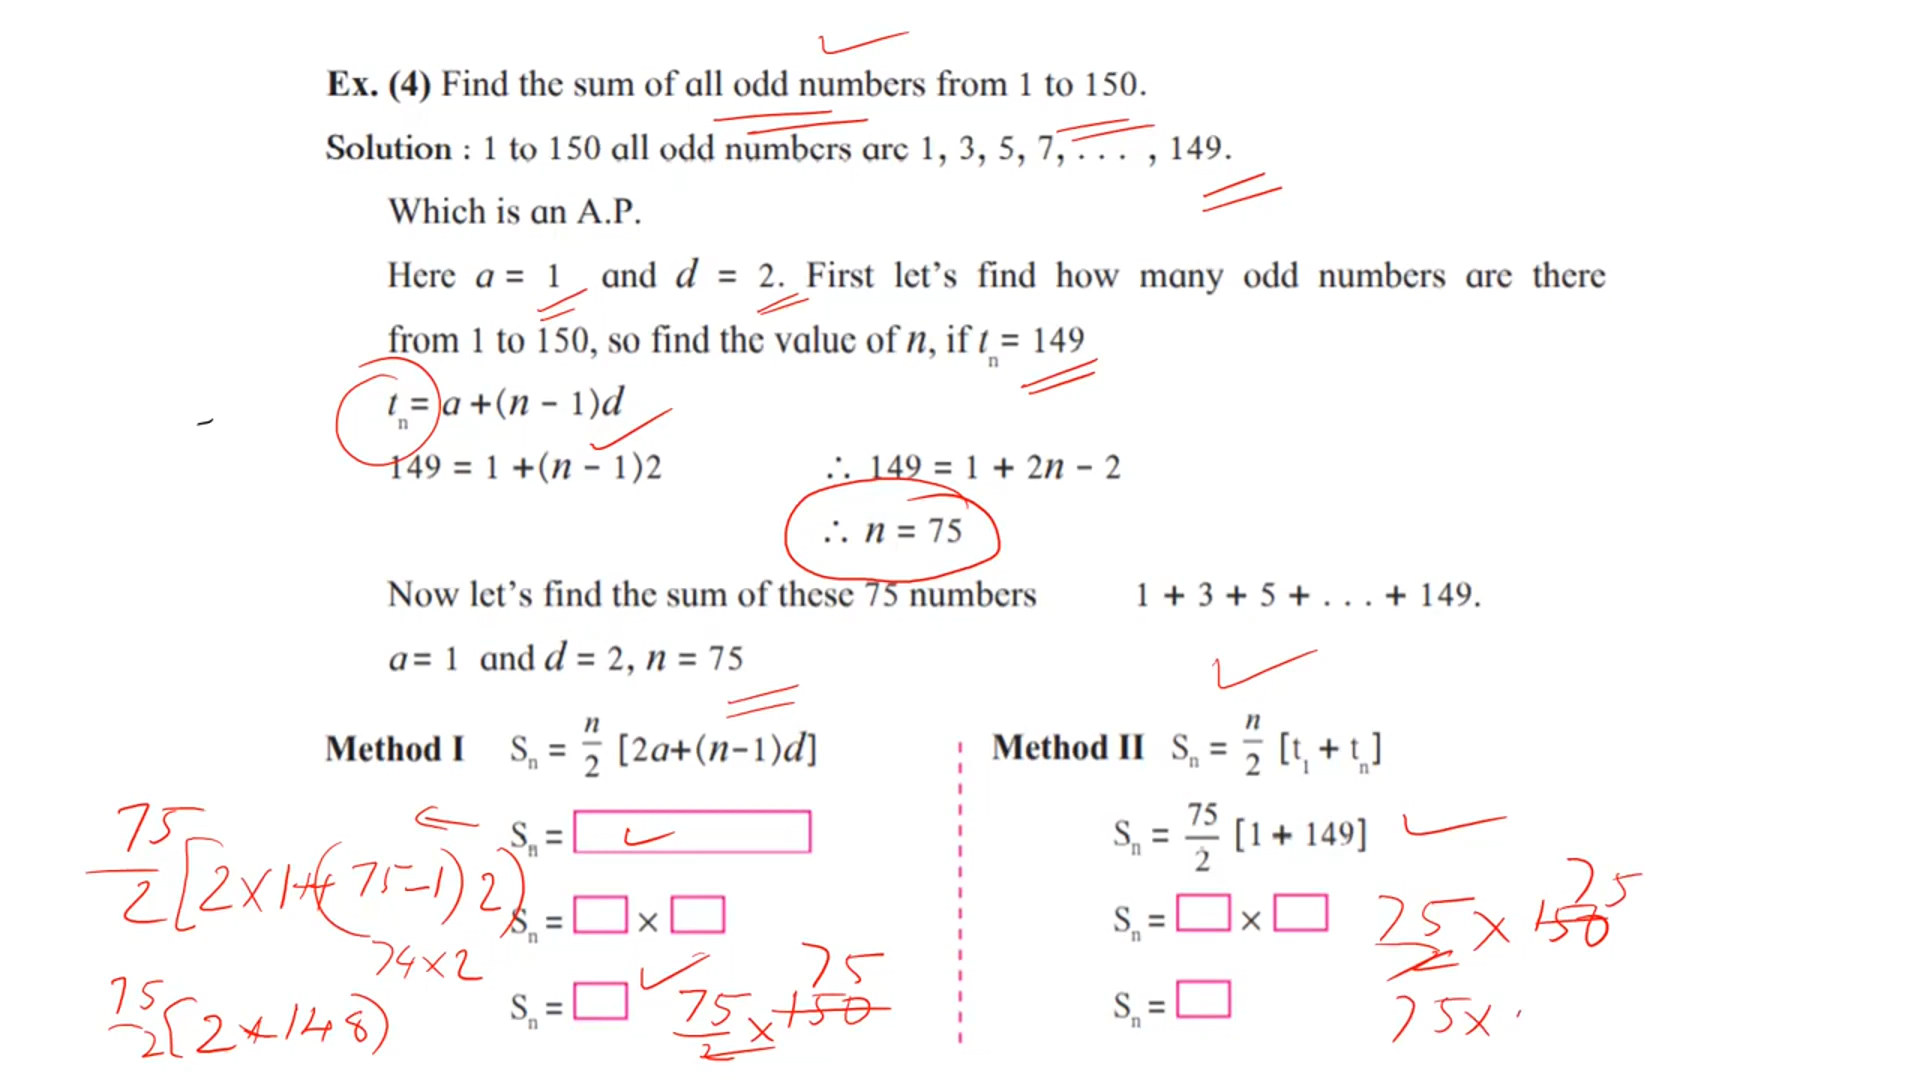 Ex. (4) Find the sum of all odd numbers from 1 to 150.
Solution : 1 to 150 all odd numbers are 1, 3, 5, 7, . . . , 149.
Which is an A.P.
Here a = 1 and d = 2. First let’s find how many odd numbers are there
from 1 to 150, so find the value of n, if tn = 149
tn = a +(n − 1)d
149 = 1 +(n − 1)2 ∴ 149 = 1 + 2n − 2
∴ n = 75
Now let’s find the sum of these 75 numbers 1 + 3 + 5 + . . . + 149.
a = 1 and d = 2, n = 75
Method I Sn = n/2 [2a+(n−1)d]
75/2 [2×1+(75−1)2]
Sn =
74×2
Sn = ×
75/2(2+148)
Sn =
75/2 × 150 75
Method II Sn = n/2 [t1 + tn]
Sn = 75/2 [1 + 149]
Sn = ×
75/2 × 150 75
Sn =
75×